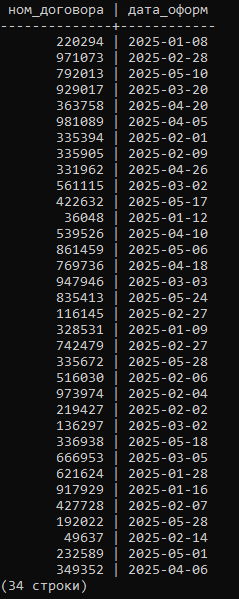 ном_договора | дата_оформ
--------------+------------
220294 | 2025-01-08
971073 | 2025-02-28
792013 | 2025-05-10
929017 | 2025-03-20
363758 | 2025-04-20
981089 | 2025-04-05
335394 | 2025-02-01
335905 | 2025-02-09
331962 | 2025-04-26
561115 | 2025-03-02
422632 | 2025-05-17
36048 | 2025-01-12
539526 | 2025-04-10
861459 | 2025-05-06
769736 | 2025-04-18
947946 | 2025-03-03
835413 | 2025-05-24
116145 | 2025-02-27
328531 | 2025-01-09
742479 | 2025-02-27
335672 | 2025-05-28
516030 | 2025-02-06
973974 | 2025-02-04
219427 | 2025-02-02
136297 | 2025-03-02
336938 | 2025-05-18
666953 | 2025-03-05
621624 | 2025-01-28
917929 | 2025-01-16
427728 | 2025-02-07
192022 | 2025-05-28
49637 | 2025-02-14
232589 | 2025-05-01
349352 | 2025-04-06
(34 строки)